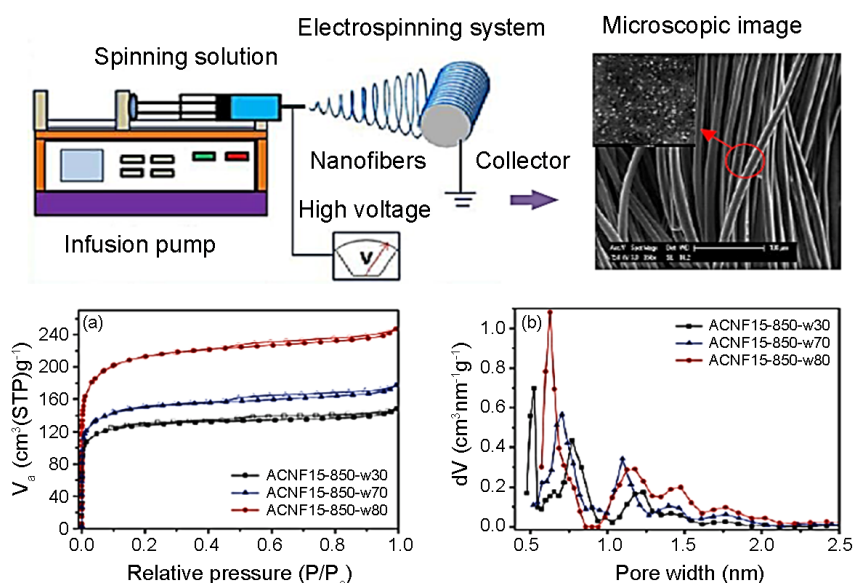 Electrospinning system
Microscopic image
Spinning solution
Nanofibers
Collector
High voltage
Infusion pump
V
(a)
240
200
160
120
80
40
0
V_a (cm³(STP)g⁻¹)
ACNF15-850-w30
ACNF15-850-w70
ACNF15-850-w80
0.0 0.2 0.4 0.6 0.8 1.0
Relative pressure (P/P₀)
(b)
ACNF15-850-w30
ACNF15-850-w70
ACNF15-850-w80
1.0
0.8
0.6
0.4
0.2
0.0
dV (cm³nm⁻¹g⁻¹)
0.5 1.0 1.5 2.0 2.5
Pore width (nm)